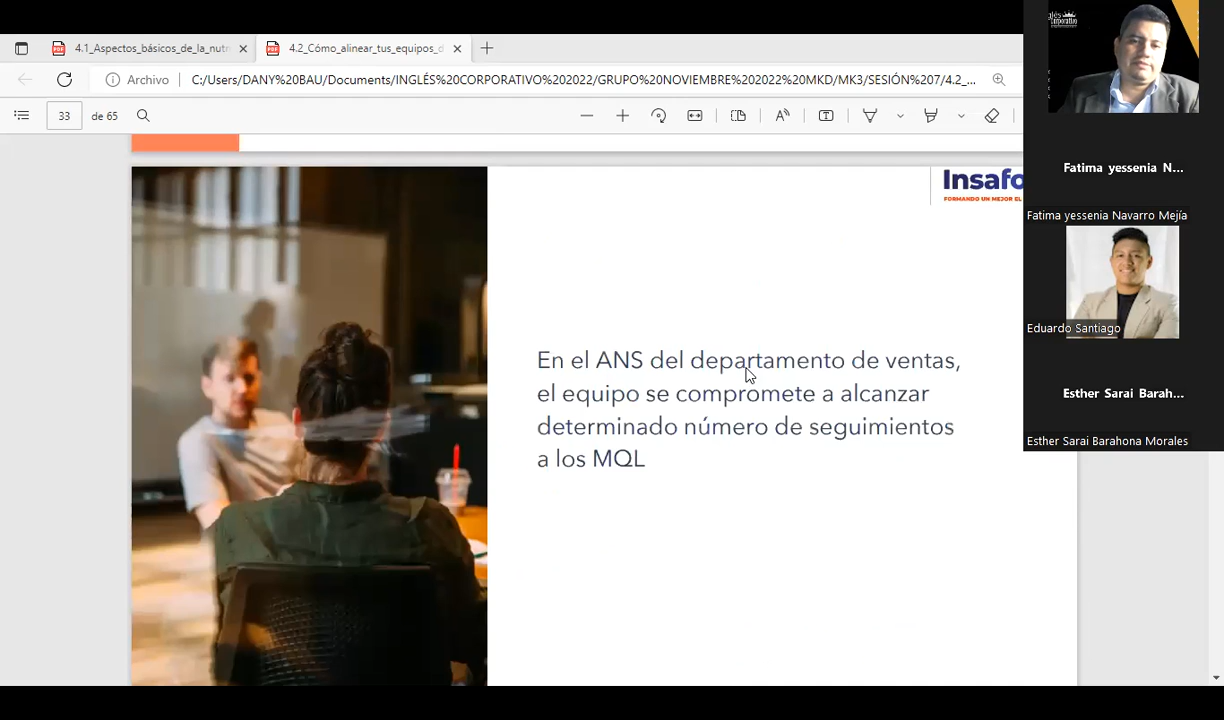 4.1_Aspectos_básicos_de_la_nutr
4.2_Cómo_alinear_tus_equipos_d
Archivo
C:/Users/DANY%20BAU/Documents/INGLÉS%20CORPORATIVO%202022/GRUPO%20NOVIEMBRE%202022%20MKD/MK3/SESIÓN%207/4.2_...
33 de 65
Insafo
FORMANDO UN MEJOR EL
En el ANS del departamento de ventas,
el equipo se compromete a alcanzar
determinado número de seguimientos
a los MQL
Fatima yessenia N...
Fatima yessenia Navarro Mejía
Eduardo Santiago
Esther Sarai Barah...
Esther Sarai Barahona Morales